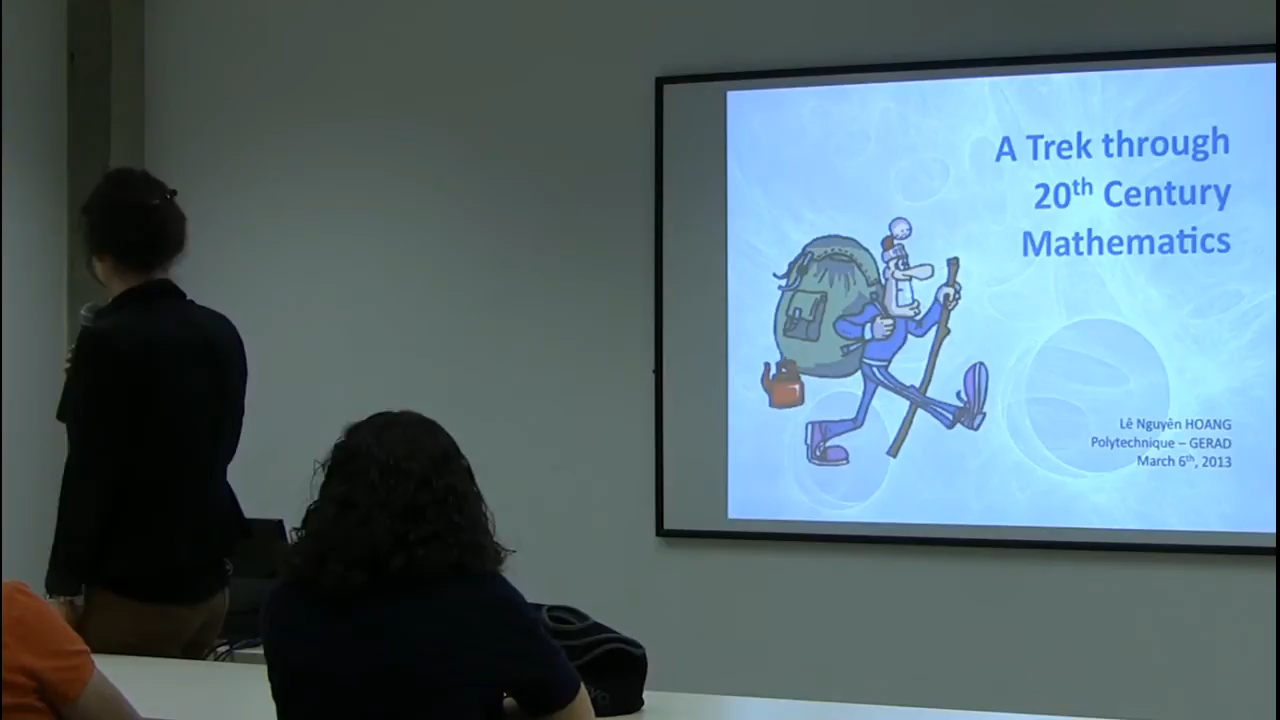 A Trek through
20th Century
Mathematics
Lê Nguyên HOANG
Polytechnique – GERAD
March 6th, 2013